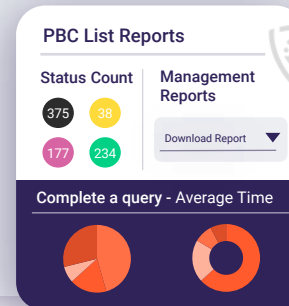 PBC List Reports
Status Count
375 38
177 234
Management
Reports
Download Report
Complete a query - Average Time